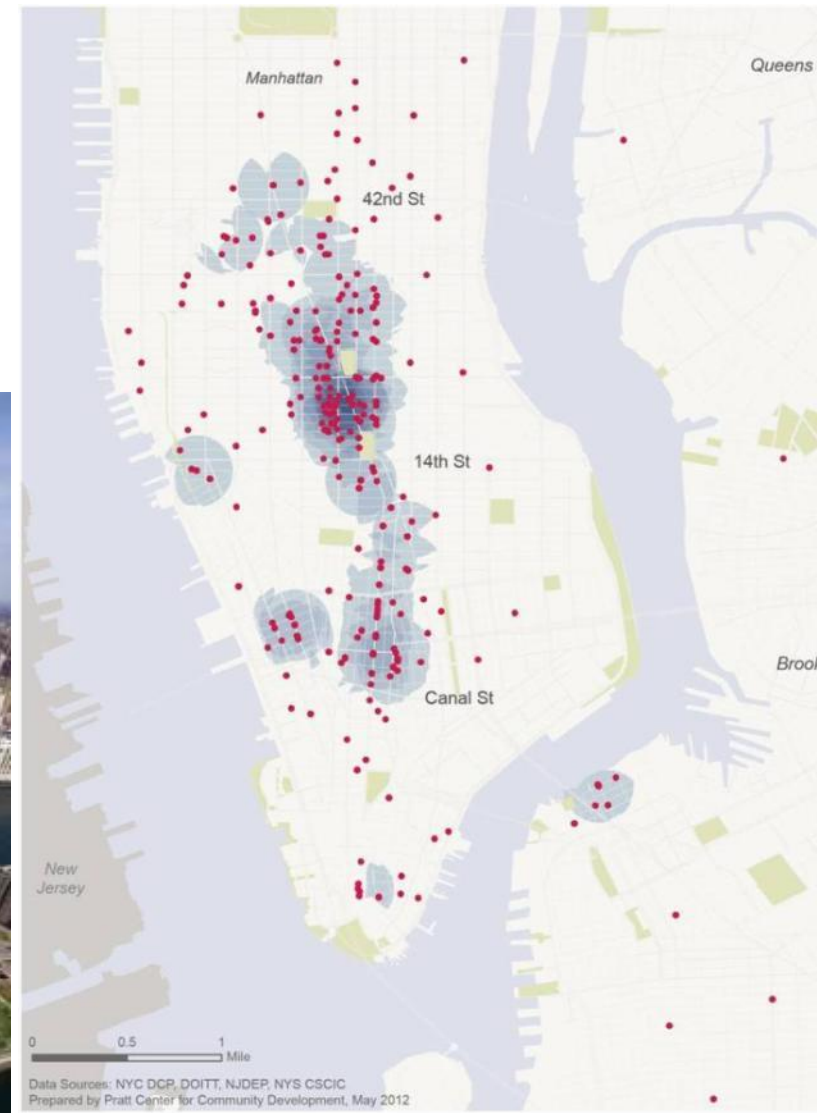 Manhattan
Queens
42nd St
14th St
Brook
Canal St
New
Jersey
0 0.5 1
Mile
Data Sources: NYC DCP, DOITT, NJDEP, NYS CSCIC
Prepared by Pratt Center for Community Development, May 2012